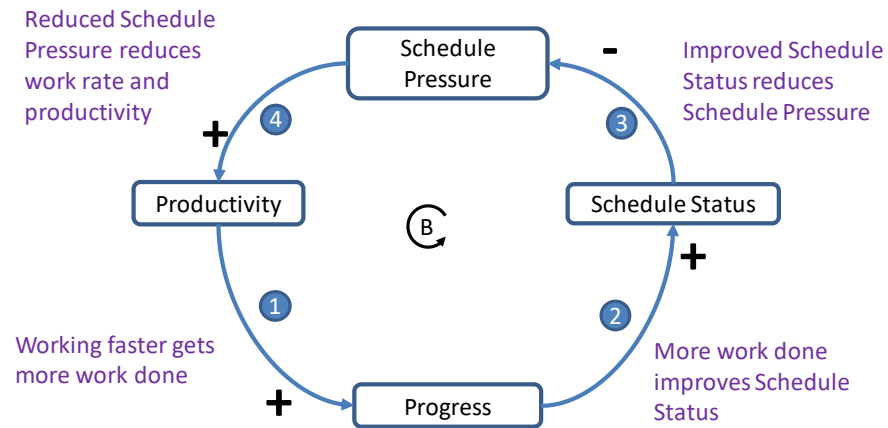 Reduced Schedule
Pressure reduces
work rate and
productivity
Schedule
Pressure
-
Improved Schedule
Status reduces
Schedule Pressure
+
4
3
Productivity
B
Schedule Status
+
1
2
Working faster gets
more work done
+
Progress
More work done
improves Schedule
Status